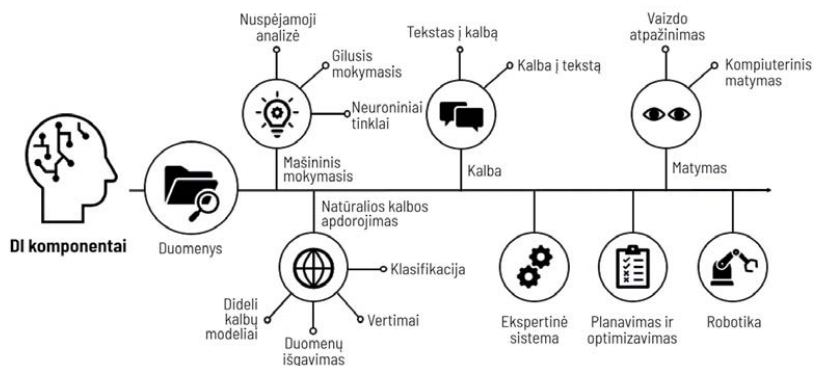 Nuspėjamoji
analizė
Gilusis
mokymasis
Neuroniniai
tinklai
Mašininis
mokymasis
Tekstas į kalbą
Kalba į tekstą
Kalba
Vaizdo
atpažinimas
Kompiuterinis
matymas
Matymas
DI komponentai
Duomenys
Natūralios kalbos
apdorojimas
Klasifikacija
Vertimai
Duomenų
išgavimas
Dideli
kalbų
modeliai
Ekspertinė
sistema
Planavimas ir
optimizavimas
Robotika